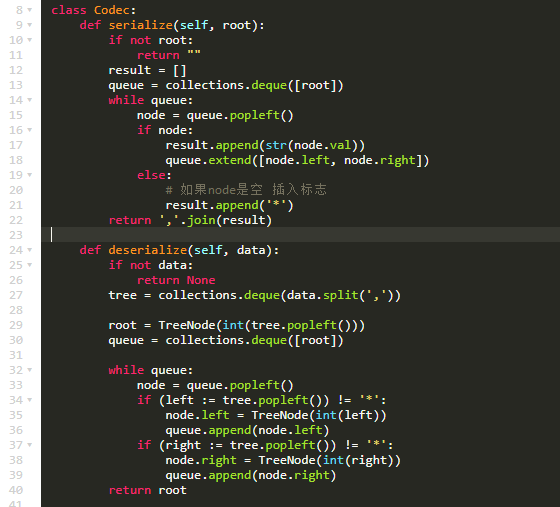 8 class Codec:
9     def serialize(self, root):
10         if not root:
11             return ""
12         result = []
13         queue = collections.deque([root])
14         while queue:
15             node = queue.popleft()
16             if node:
17                 result.append(str(node.val))
18                 queue.extend([node.left, node.right])
19             else:
20                 # 如果node是空 插入标志
21                 result.append('*')
22         return ','.join(result)
23
24     def deserialize(self, data):
25         if not data:
26             return None
27         tree = collections.deque(data.split(','))
28
29         root = TreeNode(int(tree.popleft()))
30         queue = collections.deque([root])
31
32         while queue:
33             node = queue.popleft()
34             if (left := tree.popleft()) != '*':
35                 node.left = TreeNode(int(left))
36                 queue.append(node.left)
37             if (right := tree.popleft()) != '*':
38                 node.right = TreeNode(int(right))
39                 queue.append(node.right)
40         return root
41